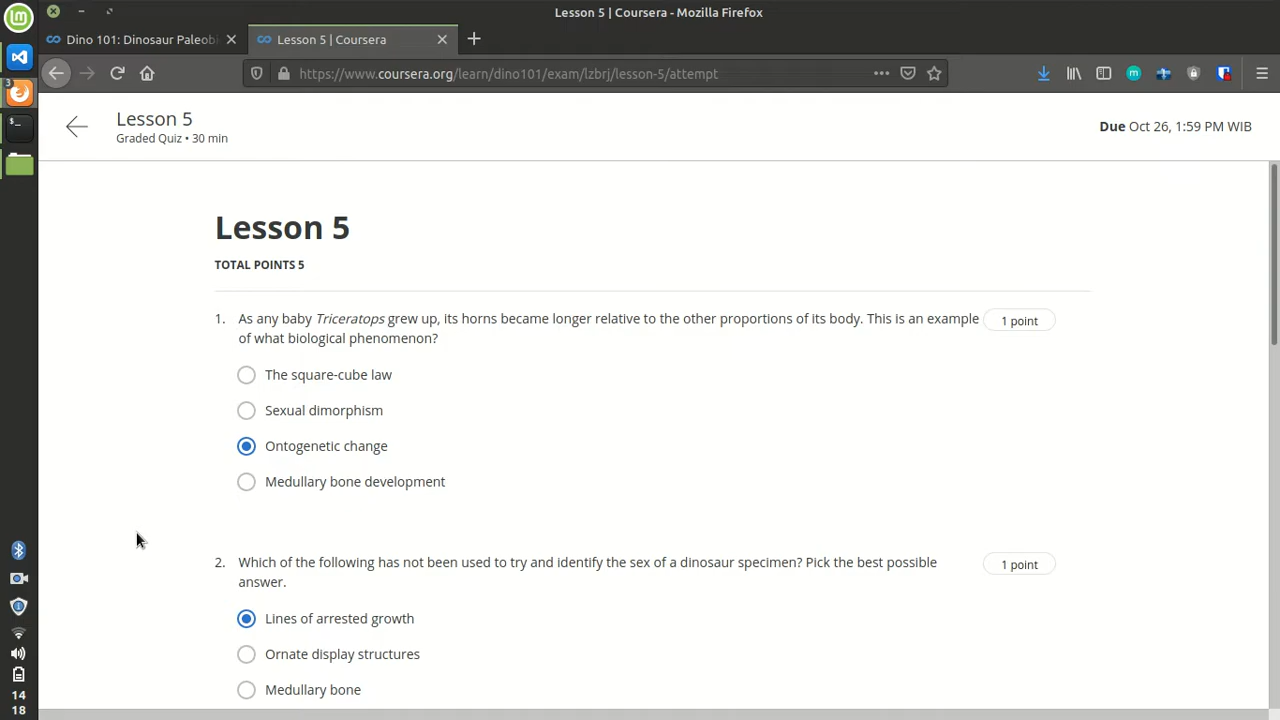 Lesson 5 | Coursera - Mozilla Firefox
Dino 101: Dinosaur Paleobi
Lesson 5 | Coursera
https://www.coursera.org/learn/dino101/exam/lzbrj/lesson-5/attempt
Lesson 5
Graded Quiz • 30 min
Due Oct 26, 1:59 PM WIB
Lesson 5
TOTAL POINTS 5
1. As any baby Triceratops grew up, its horns became longer relative to the other proportions of its body. This is an example 1 point
of what biological phenomenon?
The square-cube law
Sexual dimorphism
Ontogenetic change
Medullary bone development
2. Which of the following has not been used to try and identify the sex of a dinosaur specimen? Pick the best possible 1 point
answer.
Lines of arrested growth
Ornate display structures
Medullary bone
14
18